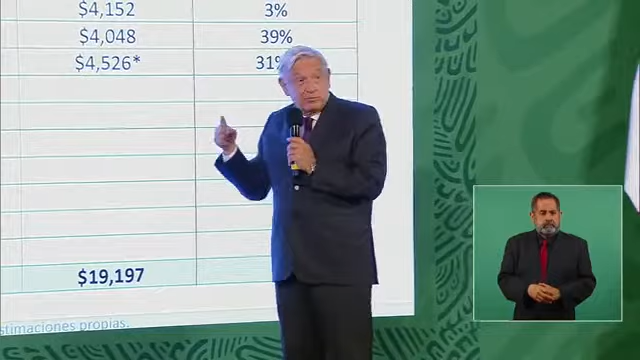 $4,152 3%
$4,048 39%
$4,526* 31%
$19,197
stimaciones propias.